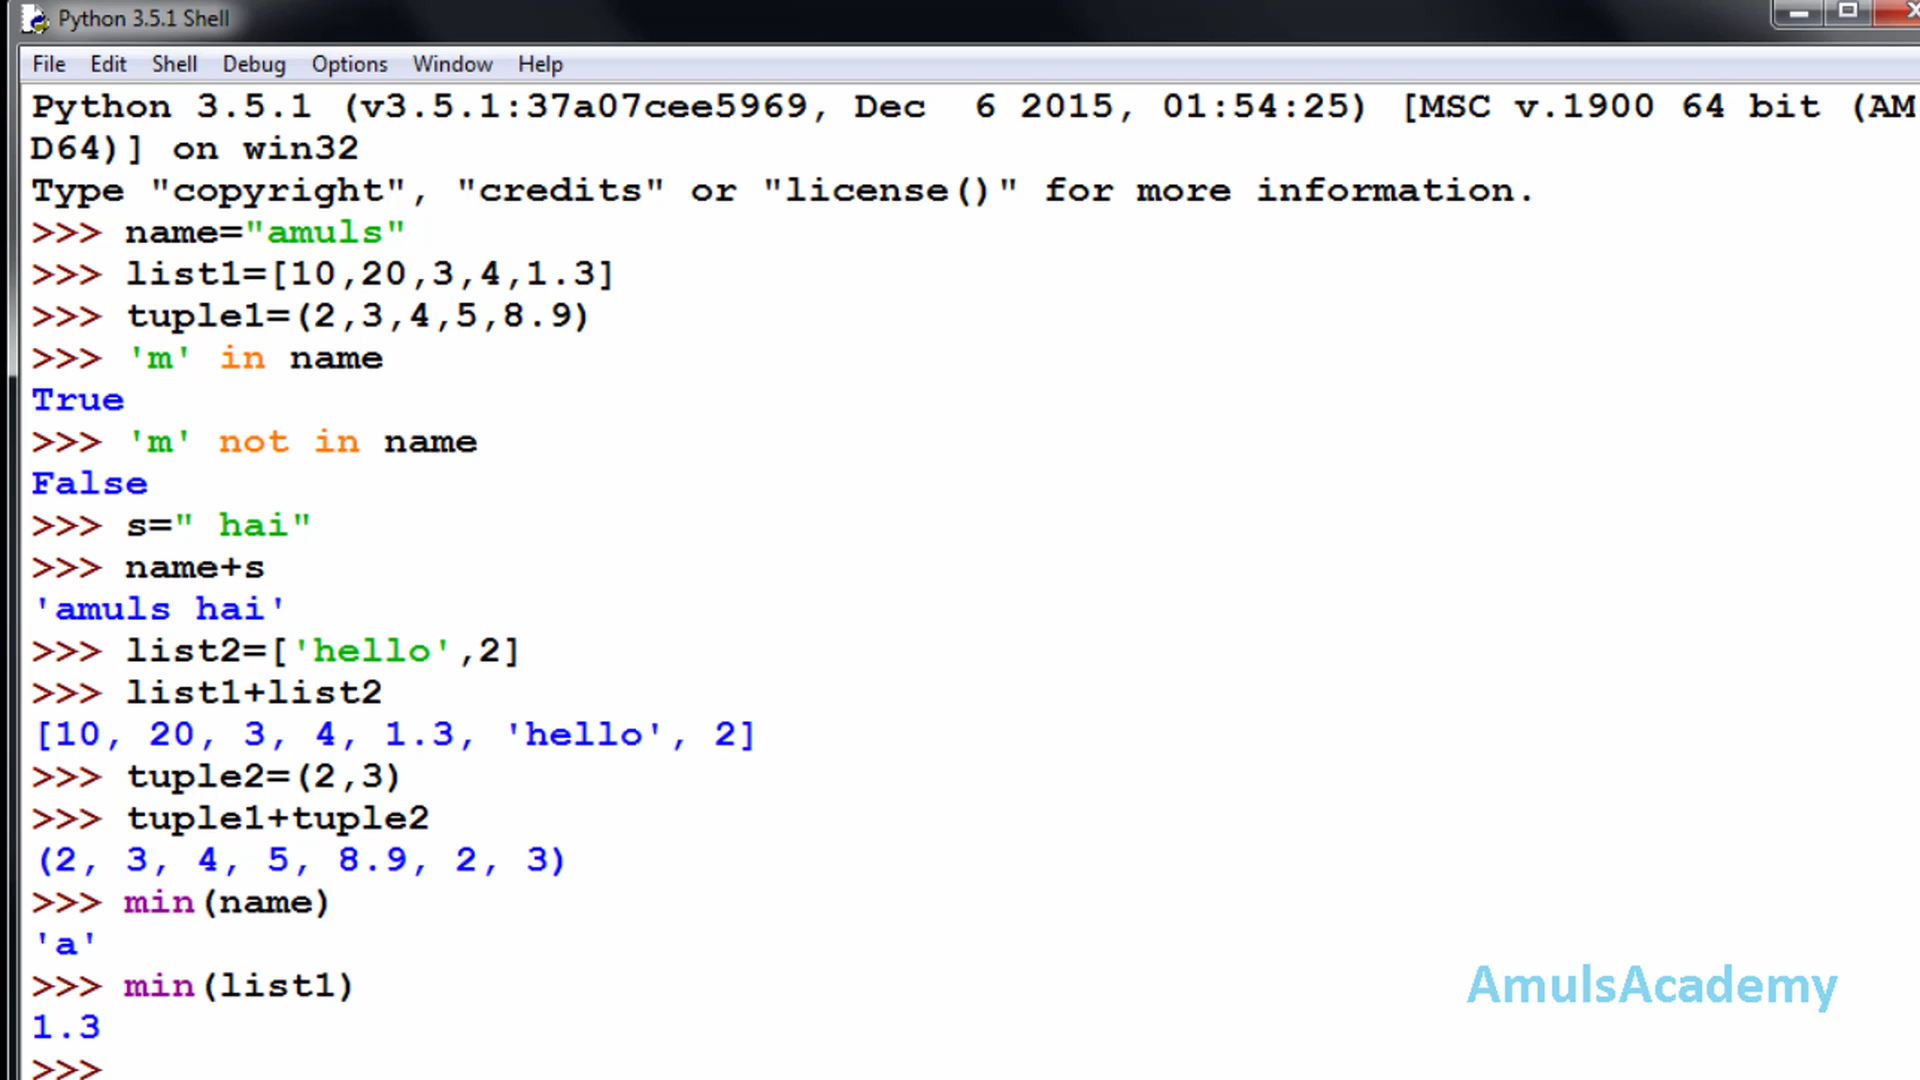 Python 3.5.1 Shell
File Edit Shell Debug Options Window Help
Python 3.5.1 (v3.5.1:37a07cee5969, Dec  6 2015, 01:54:25) [MSC v.1900 64 bit (AM
D64)] on win32
Type "copyright", "credits" or "license()" for more information.
>>> name="amuls"
>>> list1=[10,20,3,4,1.3]
>>> tuple1=(2,3,4,5,8.9)
>>> 'm' in name
True
>>> 'm' not in name
False
>>> s=" hai"
>>> name+s
'amuls hai'
>>> list2=['hello',2]
>>> list1+list2
[10, 20, 3, 4, 1.3, 'hello', 2]
>>> tuple2=(2,3)
>>> tuple1+tuple2
(2, 3, 4, 5, 8.9, 2, 3)
>>> min(name)
'a'
>>> min(list1)
1.3
>>>
AmulsAcademy